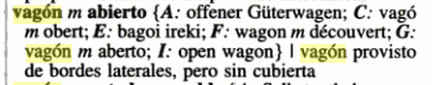 vagón m abierto {A: offener Güterwagen; C: vagó
m obert; E: bagoi ireki; F: wagon m découvert; G:
vagón m aberto; I: open wagon} | vagón provisto
de bordes laterales, pero sin cubierta